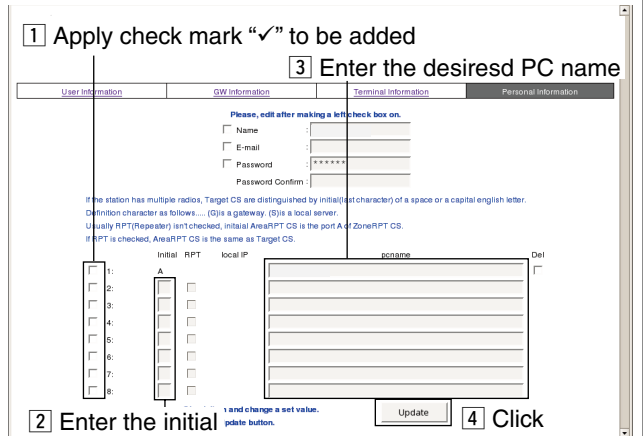 1 Apply check mark “✓” to be added
3 Enter the desiresd PC name
User Information GW Information Terminal Information Personal Information
Please, edit after making a left check box on.
Name :
E-mail :
Password : ******
Password Confirm :
If the station has multiple radios, Target CS are distinguished by initial(last character) of a space or a capital english letter.
Definition character as follows..... (G)is a gateway. (S)is a local server.
Usually RPT(Repeater) isn't checked, initaial AreaRPT CS is the port A of ZoneRPT CS.
If RPT is checked, AreaRPT CS is the same as Target CS.
Initial RPT local IP pcname Del
1: A
2:
3:
4:
5:
6:
7:
8:
and change a set value.
update button.
Update
2 Enter the initial
4 Click